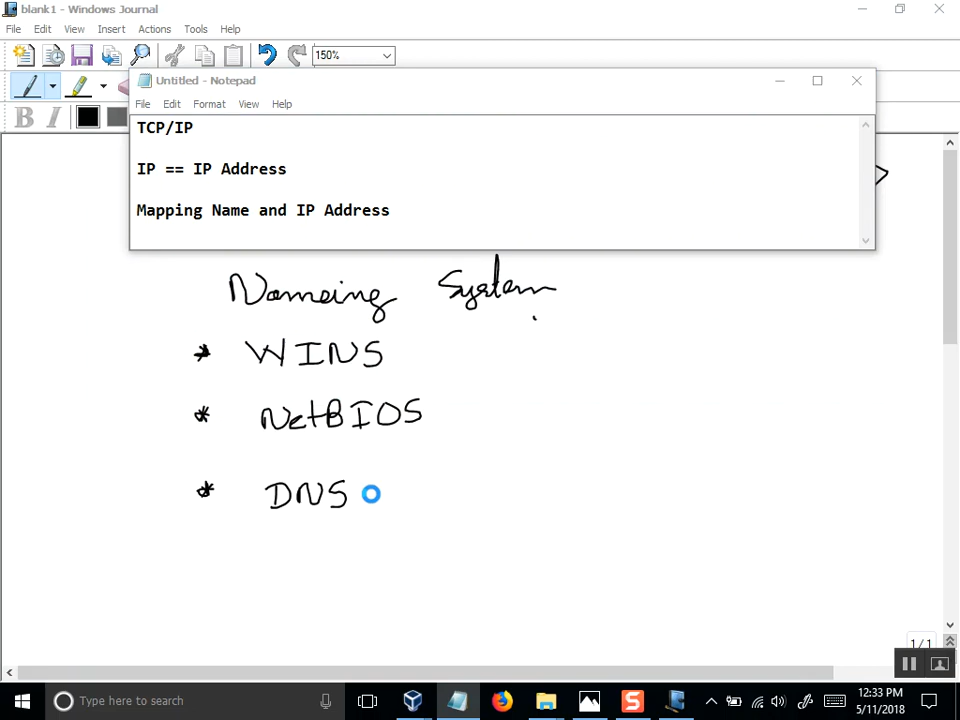 blank1 - Windows Journal
File Edit View Insert Actions Tools Help
150%
Untitled - Notepad
B I
File Edit Format View Help
TCP/IP
IP == IP Address
Mapping Name and IP Address
Nameing System
* WINS
* NetBIOS
* DNS
1/1
Type here to search
S
12:33 PM
5/11/2018